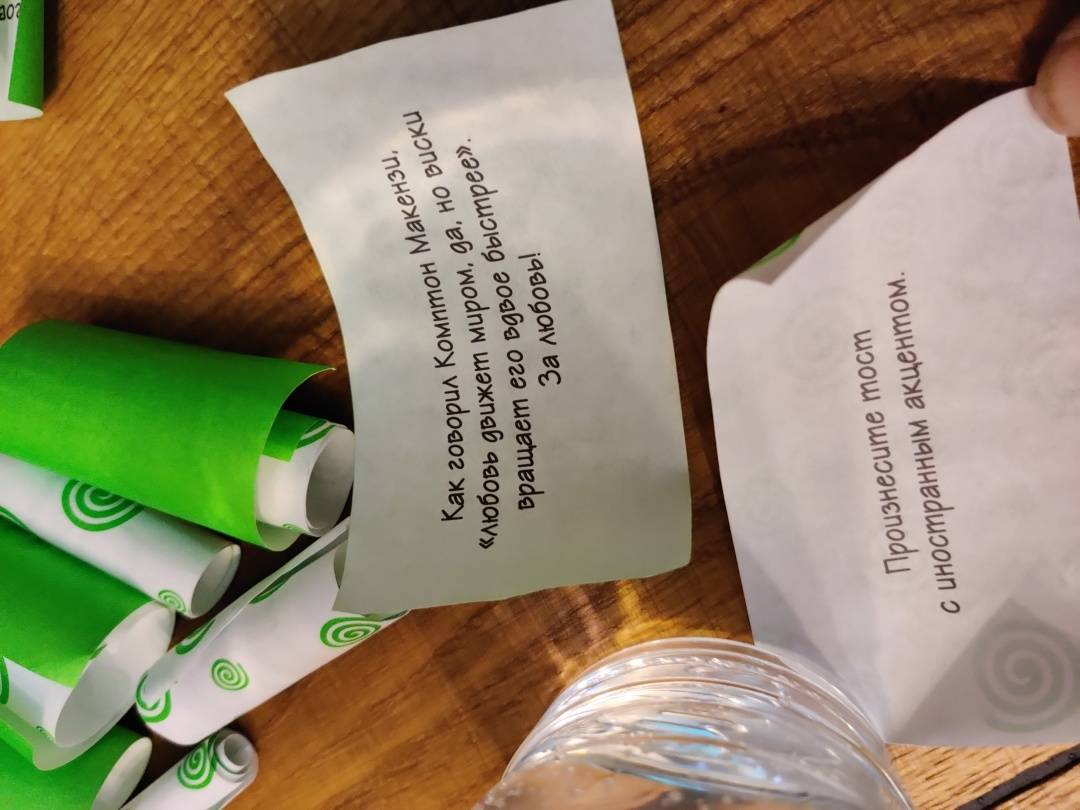 Как говорил Комптон Макензи,
«любовь движет миром, да, но виски
вращает его вдвое быстрее».
За любовь!
Произнесите тост
с иностранным акцентом.